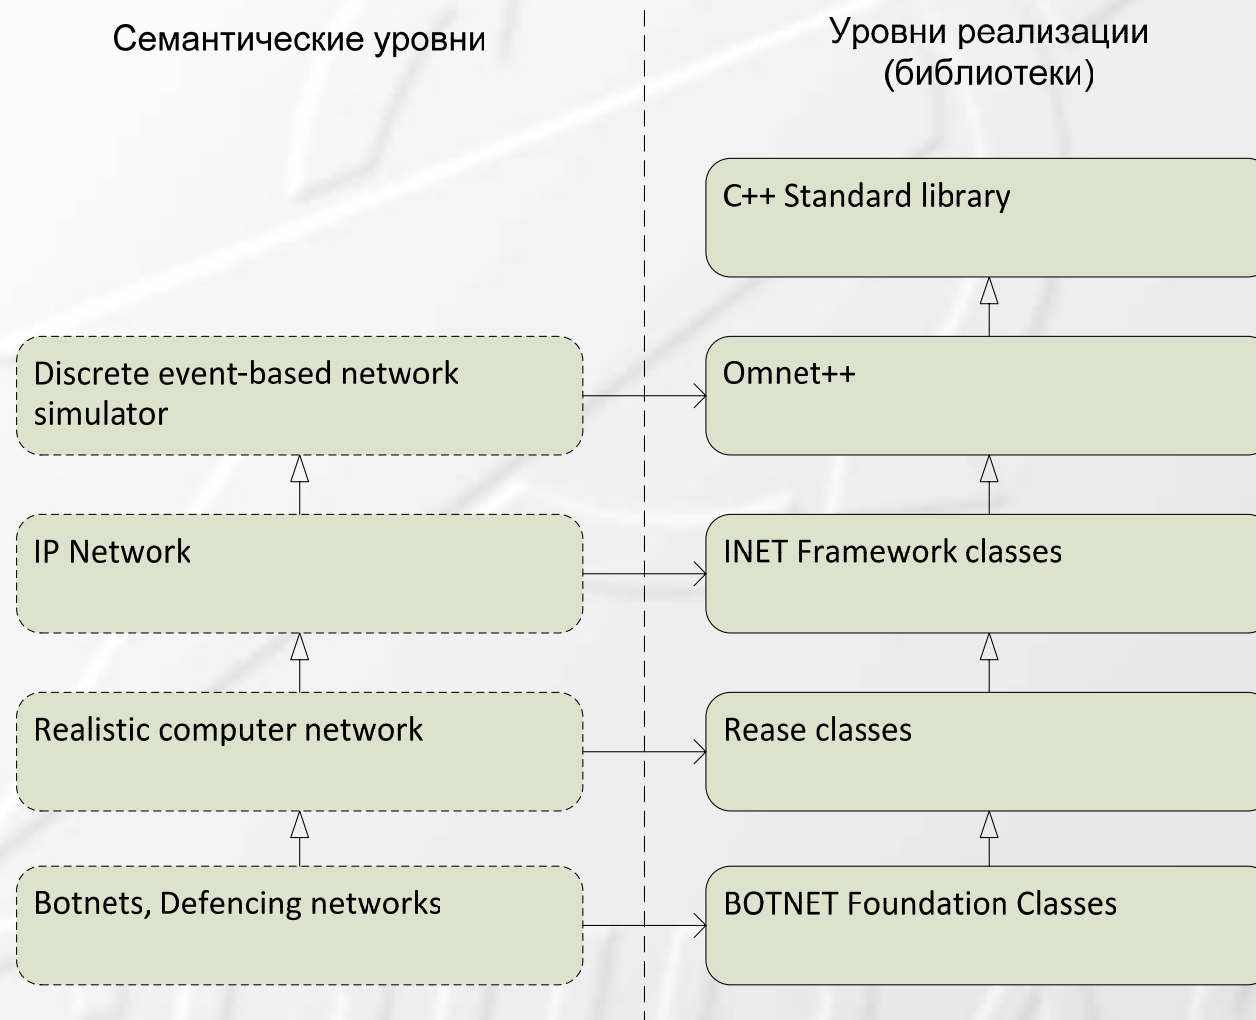 Семантические уровни
Уровни реализации
(библиотеки)
C++ Standard library
Discrete event-based network
simulator
Omnet++
IP Network
INET Framework classes
Realistic computer network
Rease classes
Botnets, Defencing networks
BOTNET Foundation Classes